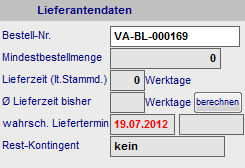 Lieferantendaten
Bestell-Nr. VA-BL-000169
Mindestbestellmenge 0
Lieferzeit (lt.Stammd.) 0 Werktage
Ø Lieferzeit bisher Werktage berechnen
wahrsch. Liefertermin 19.07.2012
Rest-Kontingent kein